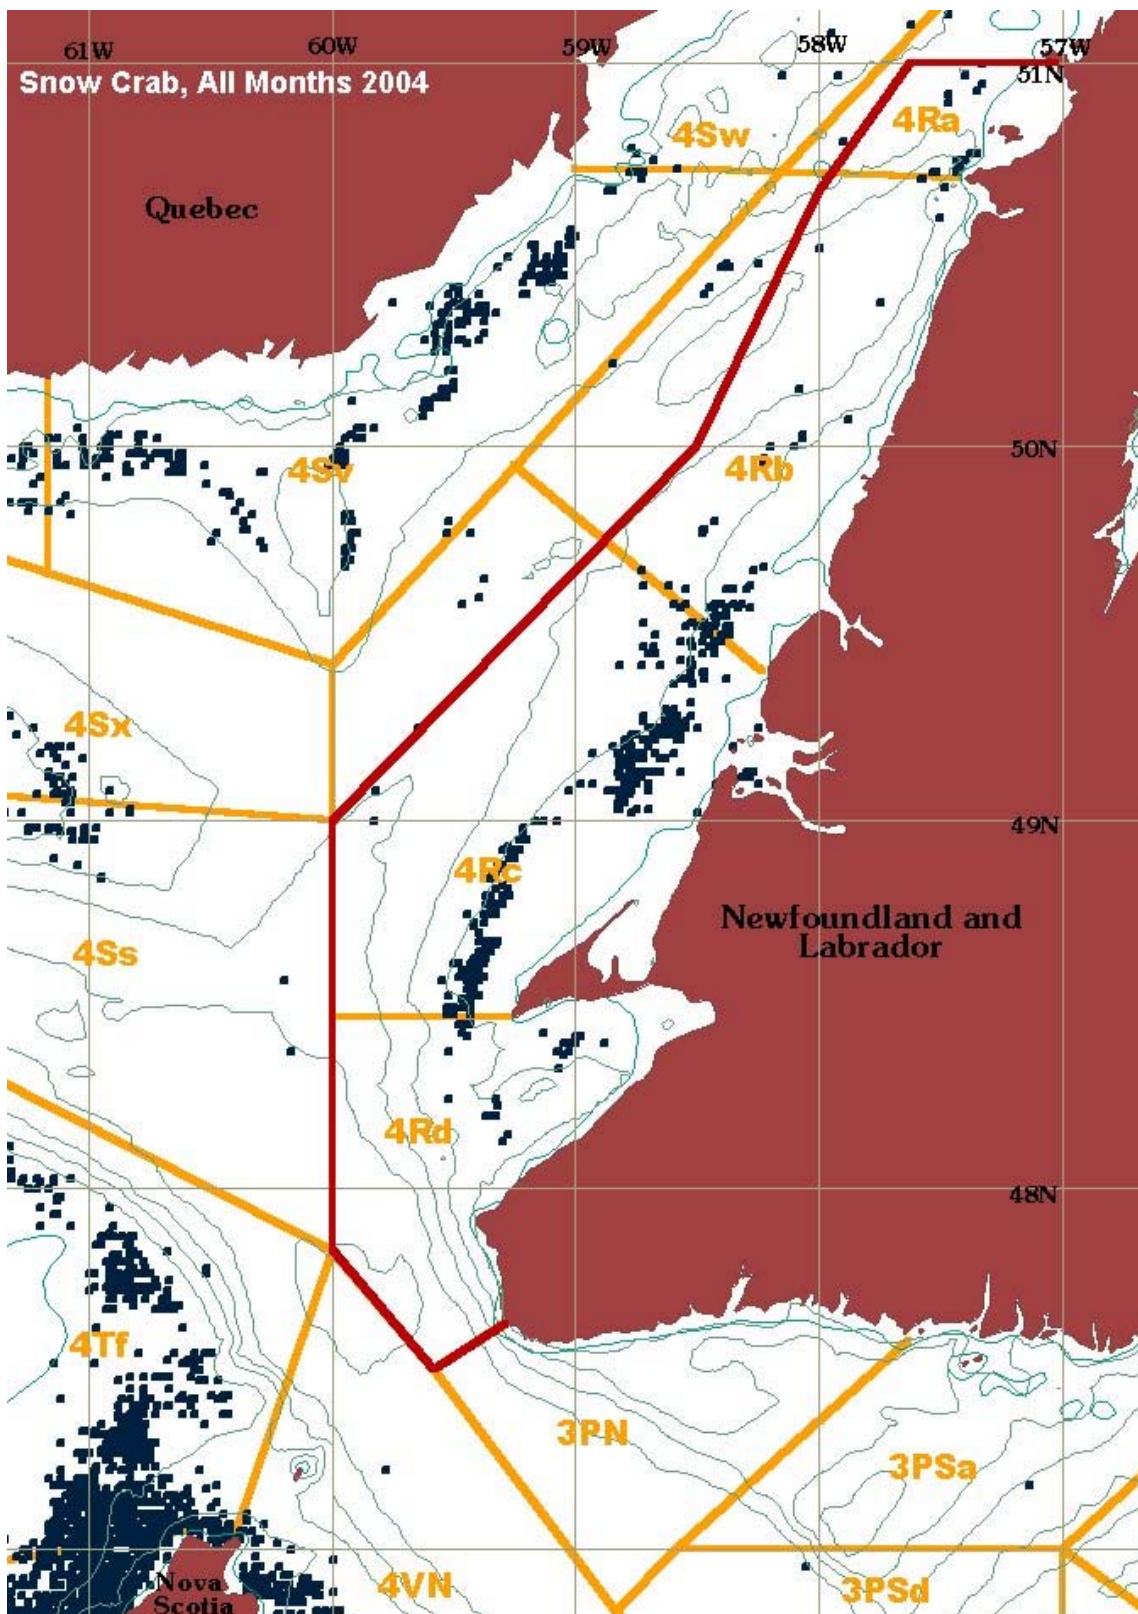 61W 60W 59W 58W 57W
51N
Snow Crab, All Months 2004
4Ra
4Sw
Quebec
50N
4Sv
4Rb
4Sx
49N
4Rc
Newfoundland and
Labrador
4Ss
4Rd
48N
4Tf
3PN
3PSa
Nova
Scotia
4VN
3PSd